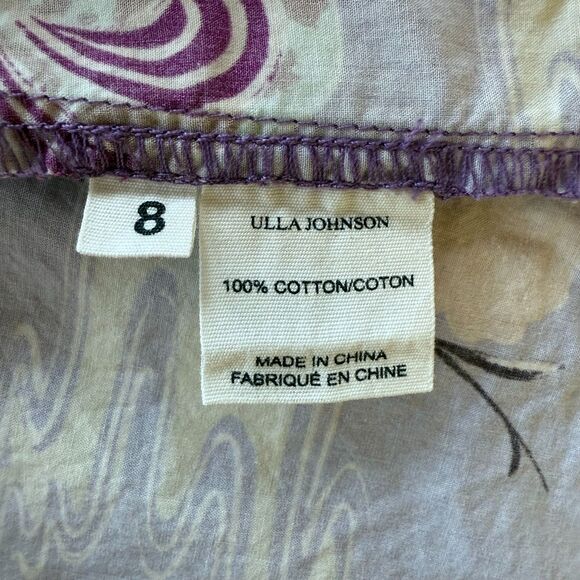 8
ULLA JOHNSON
100% COTTON/COTON
MADE IN CHINA
FABRIQUÉ EN CHINE